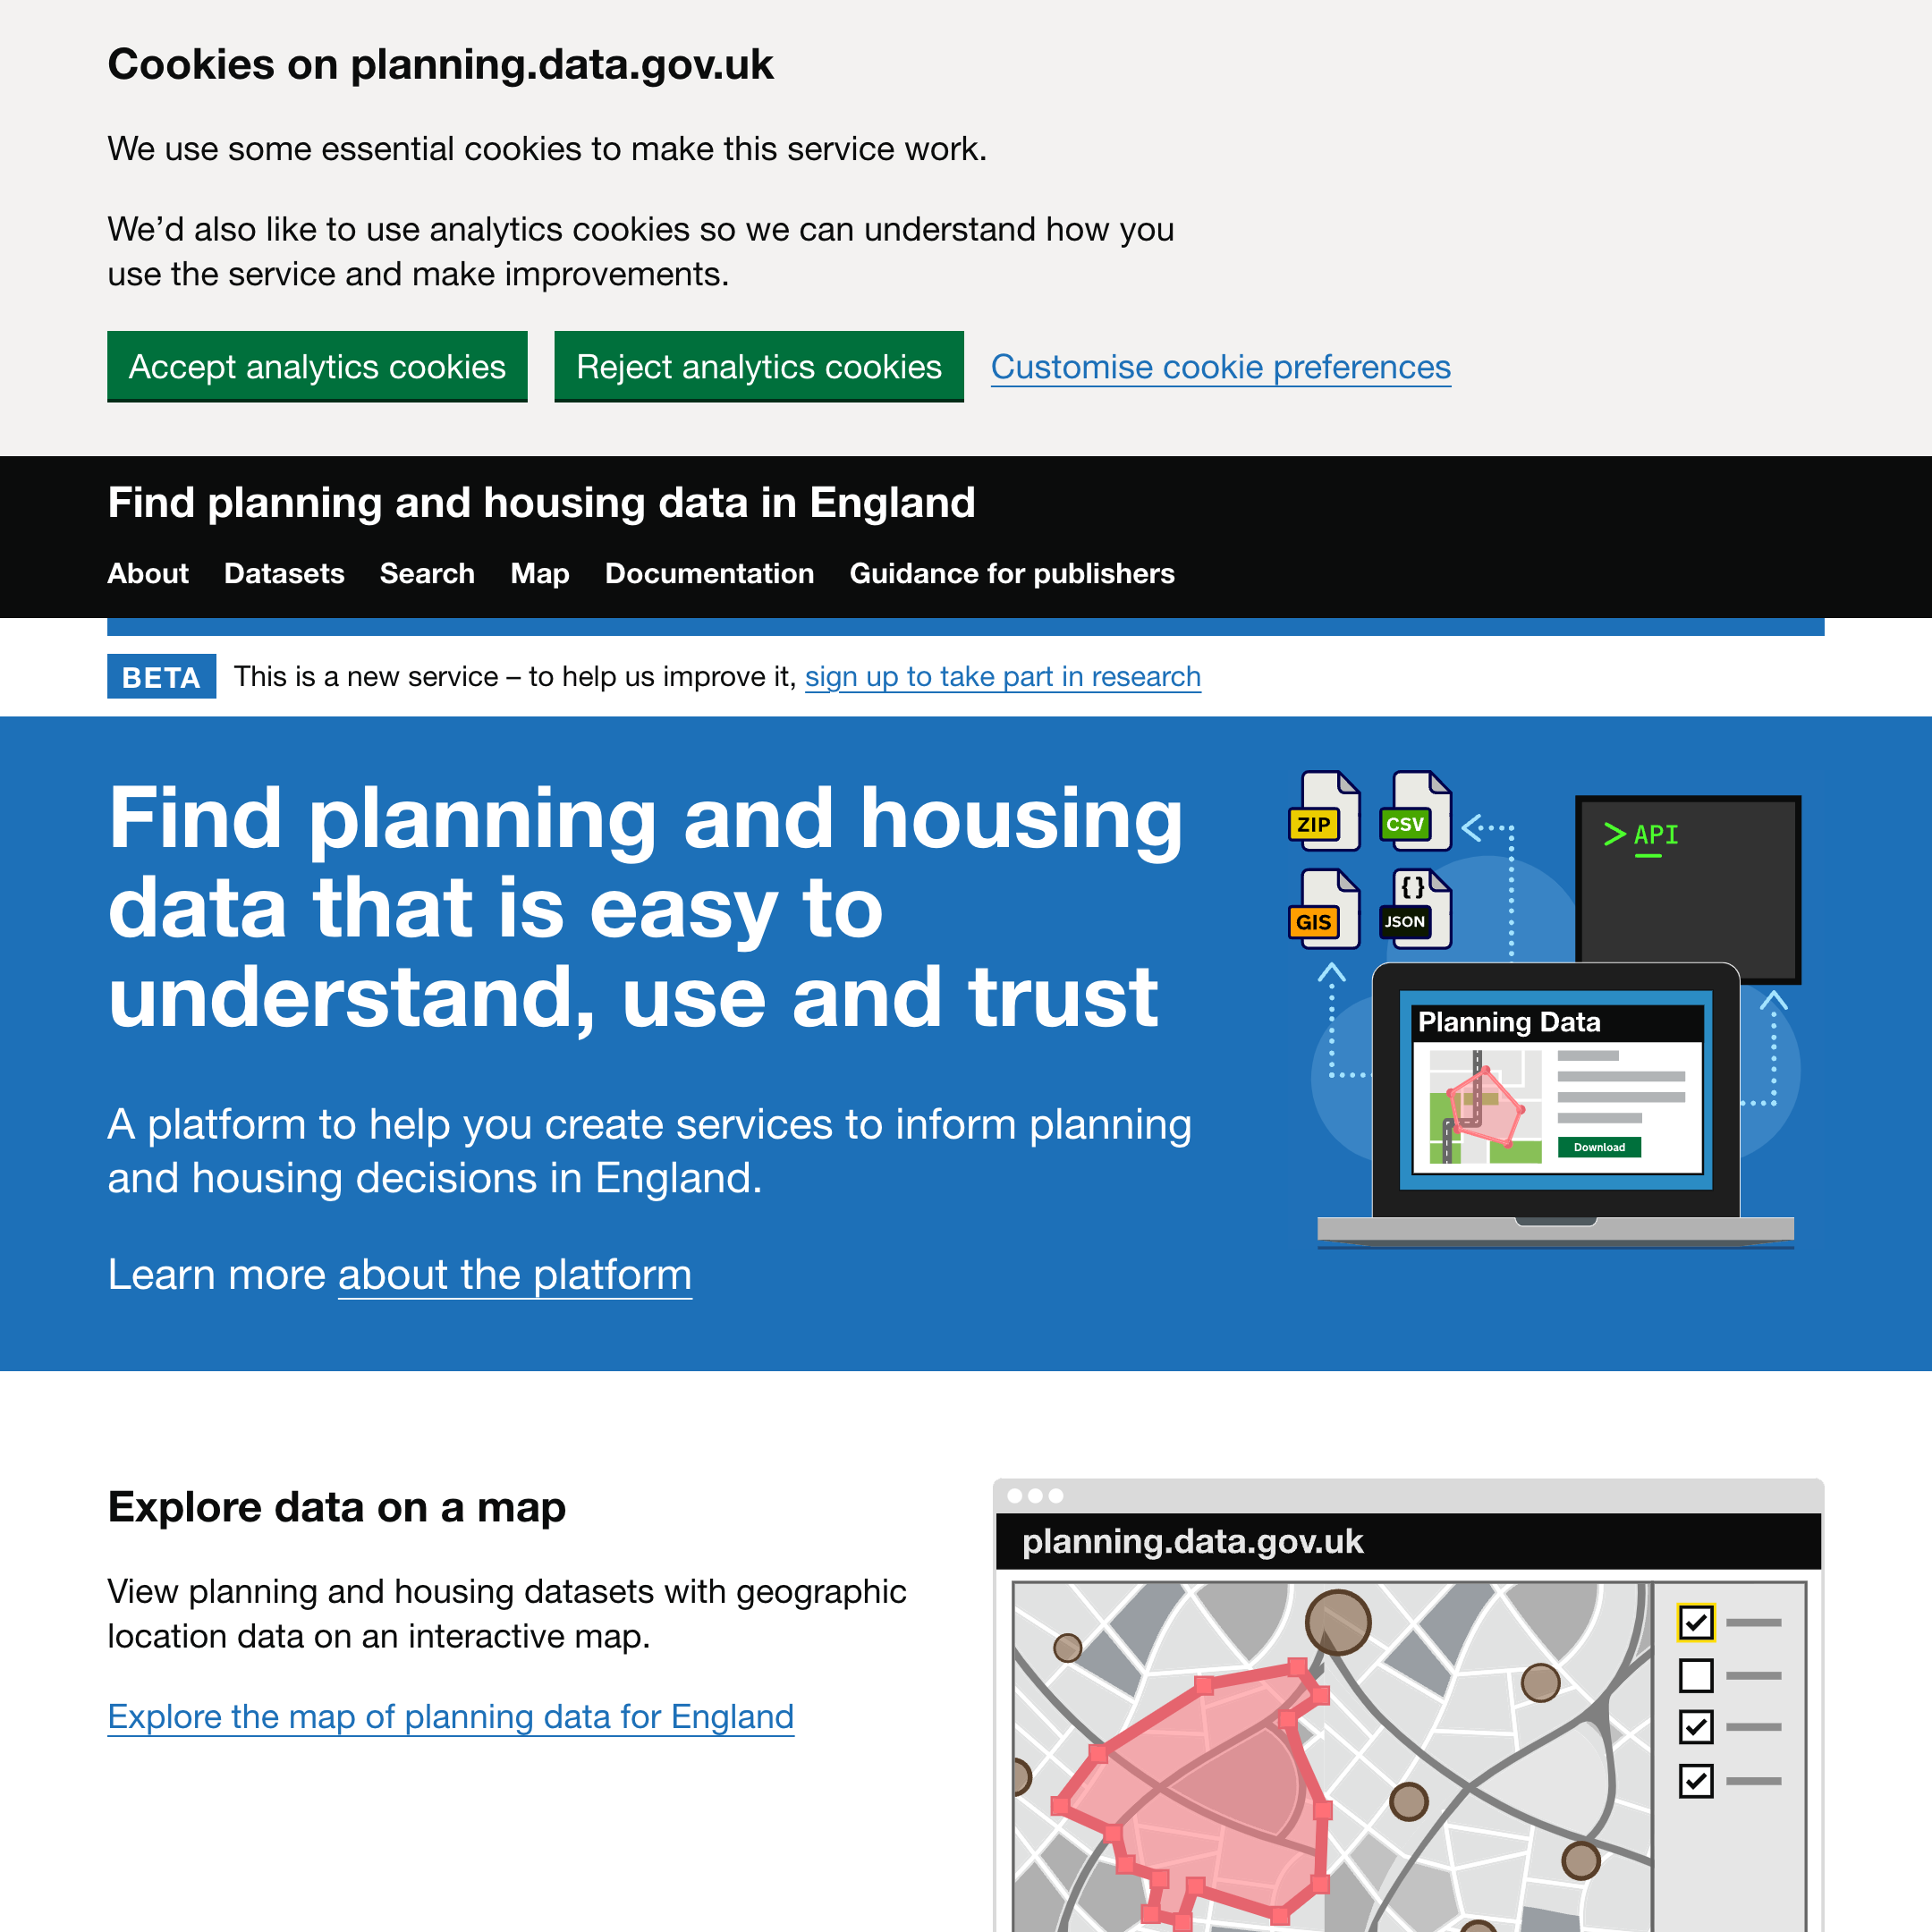 Cookies on planning.data.gov.uk
We use some essential cookies to make this service work.
We’d also like to use analytics cookies so we can understand how you
use the service and make improvements.
Accept analytics cookies
Reject analytics cookies
Customise cookie preferences
Find planning and housing data in England
About
Datasets
Search
Map
Documentation
Guidance for publishers
BETA
This is a new service – to help us improve it, sign up to take part in research
Find planning and housing
data that is easy to
understand, use and trust
A platform to help you create services to inform planning
and housing decisions in England.
Learn more about the platform
ZIP
CSV
GIS
{}
JSON
>API
Planning Data
Download
Explore data on a map
View planning and housing datasets with geographic
location data on an interactive map.
Explore the map of planning data for England
planning.data.gov.uk